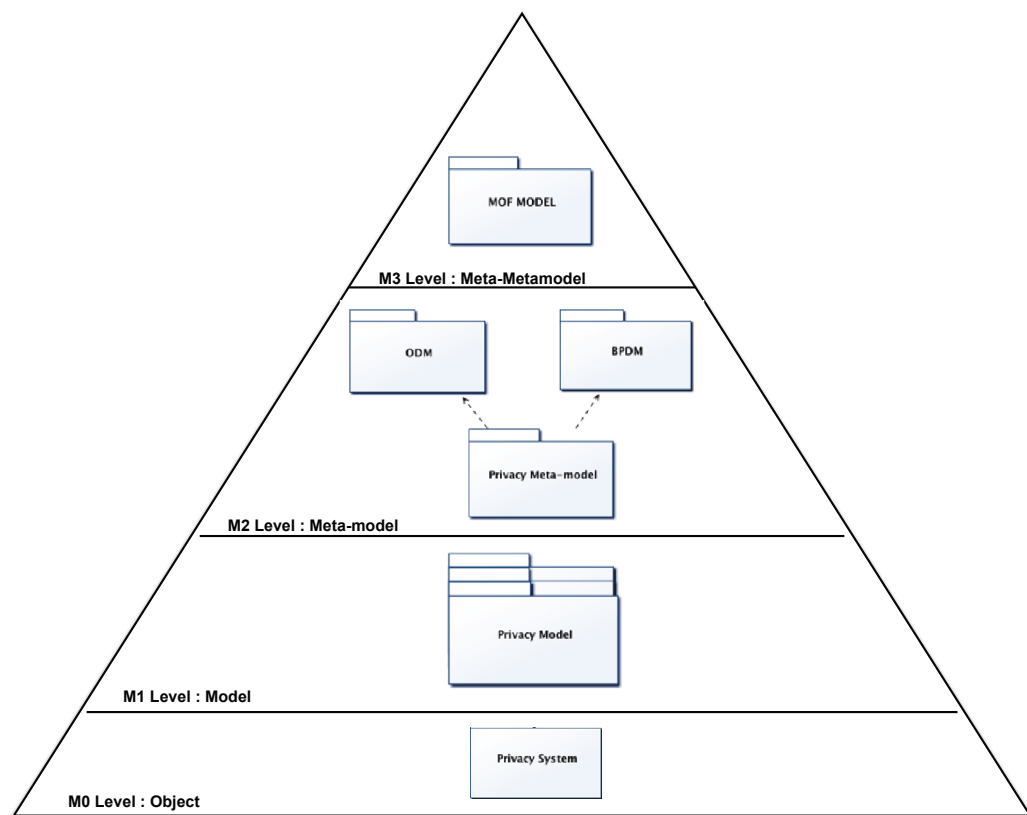 MOF MODEL
M3 Level : Meta-Metamodel
ODM
BPDM
Privacy Meta-model
M2 Level : Meta-model
Privacy Model
M1 Level : Model
Privacy System
M0 Level : Object